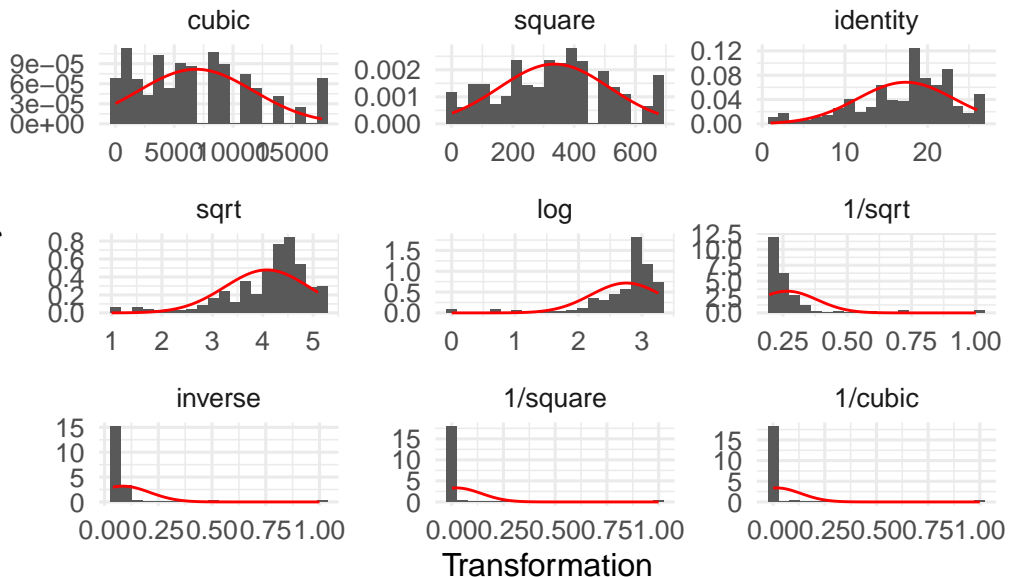 cubic square identity
9e−05
6e−05
3e−05
0e+00
0 5000 10000 15000
0.002
0.001
0.000
0 200 400 600
0.12
0.08
0.04
0.00
0 10 20
sqrt log 1/sqrt
0.8
0.6
0.4
0.2
0.0
1 2 3 4 5
1.5
1.0
0.5
0.0
0 1 2 3
12.5
10.0
7.5
5.0
2.5
0.0
0.25 0.50 0.75 1.00
inverse 1/square 1/cubic
15
10
5
0
0.00 0.25 0.50 0.75 1.00
15
10
5
0
0.00 0.25 0.50 0.75 1.00
15
10
5
0
0.00 0.25 0.50 0.75 1.00
Transformation